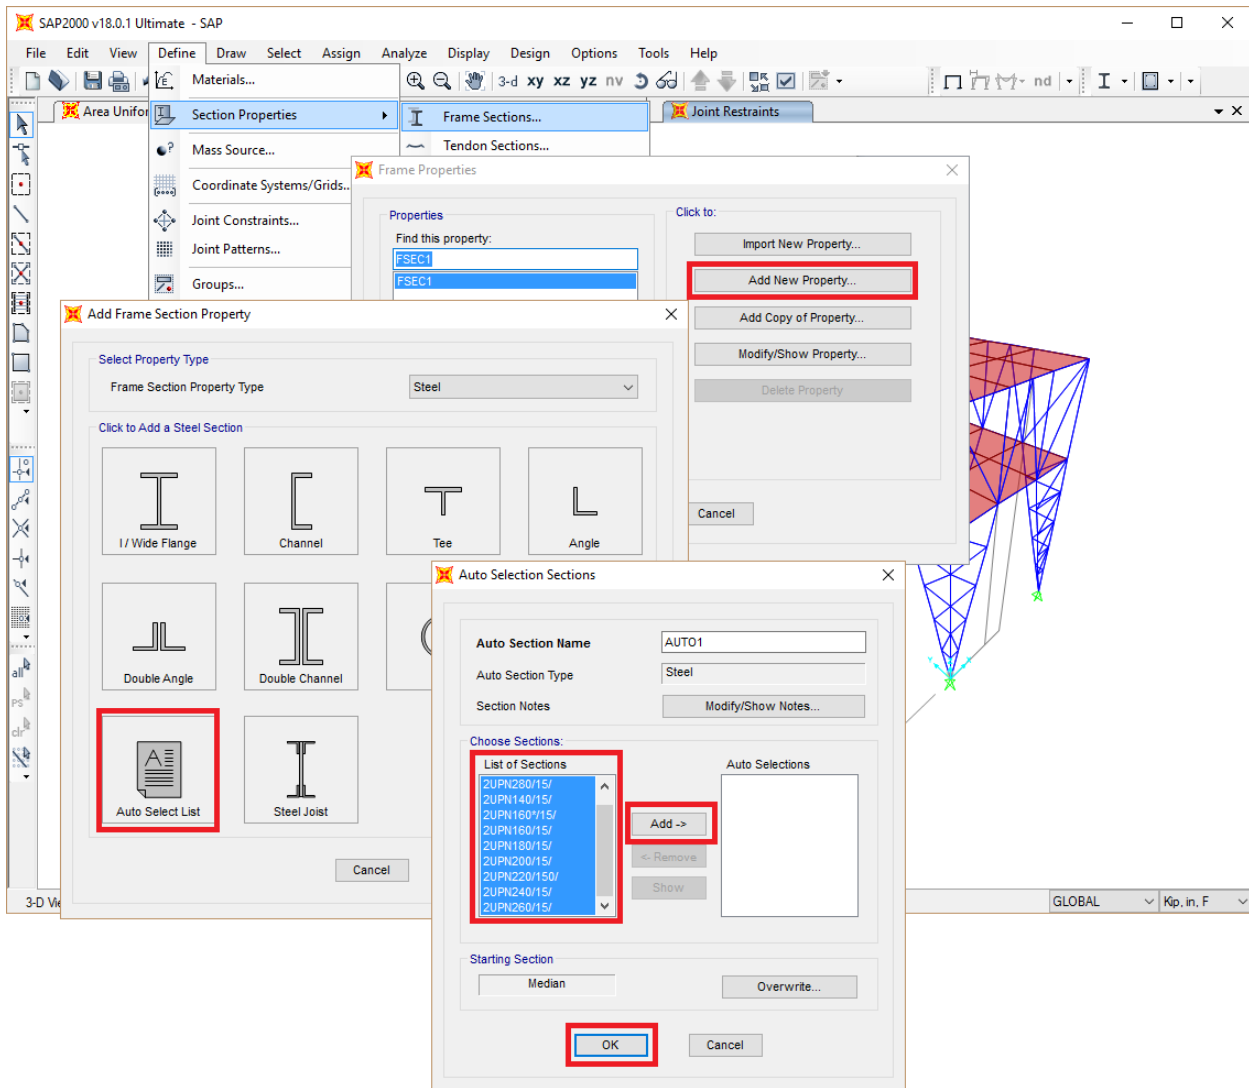 SAP2000 v18.0.1 Ultimate - SAP
File Edit View Define Draw Select Assign Analyze Display Design Options Tools Help
Materials...
3-d xy xz yz nv
nd
Area Unifor
Section Properties
Frame Sections...
Joint Restraints
Mass Source...
Tendon Sections...
Coordinate Systems/Grids...
Joint Constraints...
Joint Patterns...
Groups...
Frame Properties
Properties
Find this property:
FSEC1
FSEC1
Click to:
Import New Property...
Add New Property...
Add Copy of Property...
Modify/Show Property...
Delete Property
Cancel
Add Frame Section Property
Select Property Type
Frame Section Property Type
Steel
Click to Add a Steel Section
I / Wide Flange
Channel
Tee
Angle
Double Angle
Double Channel
A
Auto Select List
Steel Joist
Cancel
Auto Selection Sections
Auto Section Name
AUTO1
Auto Section Type
Steel
Section Notes
Modify/Show Notes...
Choose Sections:
List of Sections
2UPN280/15/
2UPN140/15/
2UPN160*/15/
2UPN160/15/
2UPN180/15/
2UPN200/15/
2UPN220/150/
2UPN240/15/
2UPN260/15/
Add ->
<- Remove
Show
Auto Selections
Starting Section
Median
Overwrite...
OK
Cancel
all
ps
clr
3-D Vie
GLOBAL
Kip, in, F